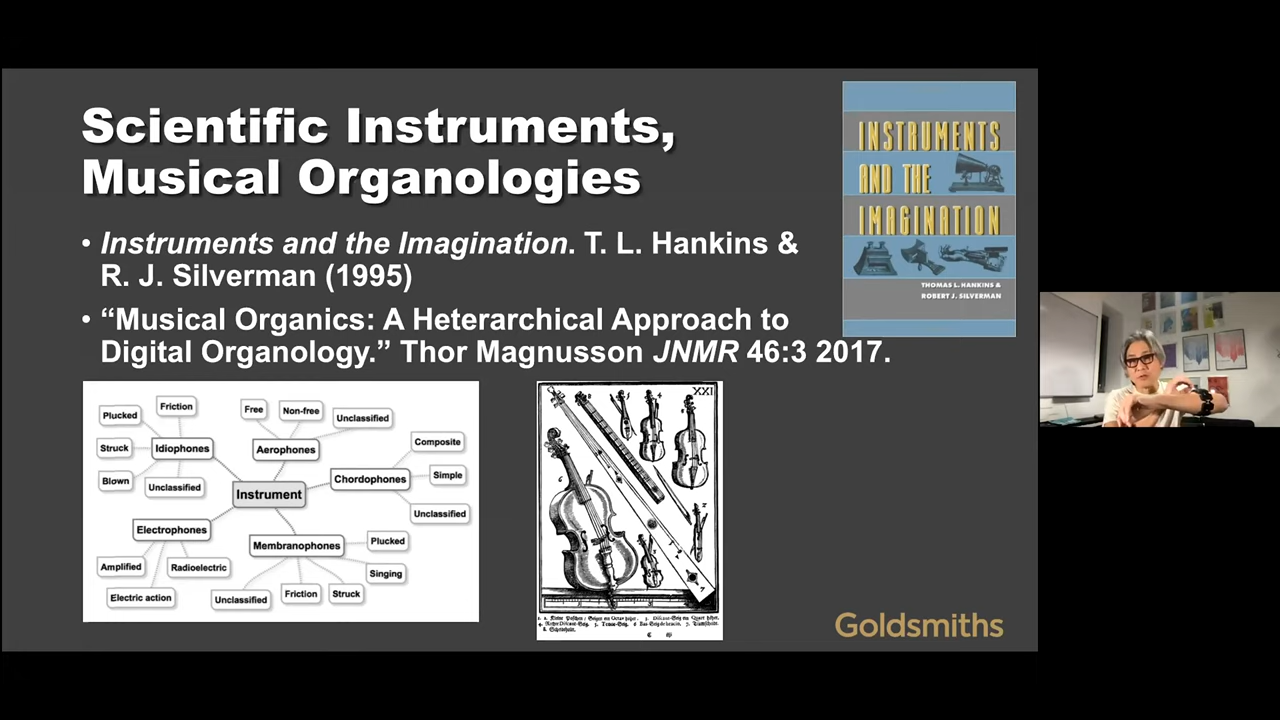 Scientific Instruments,
Musical Organologies
• Instruments and the Imagination. T. L. Hankins &
R. J. Silverman (1995)
• “Musical Organics: A Heterarchical Approach to
Digital Organology.” Thor Magnusson JNMR 46:3 2017.
INSTRUMENTS
AND THE
IMAGINATION
THOMAS L. HANKINS &
ROBERT J. SILVERMAN
Plucked
Friction
Struck
Idiophones
Blown
Unclassified
Free
Non-free
Unclassified
Aerophones
Composite
Chordophones
Simple
Unclassified
Instrument
Electrophones
Amplified
Radioelectric
Electric action
Membranophones
Plucked
Singing
Unclassified
Friction
Struck
XXI
Goldsmiths